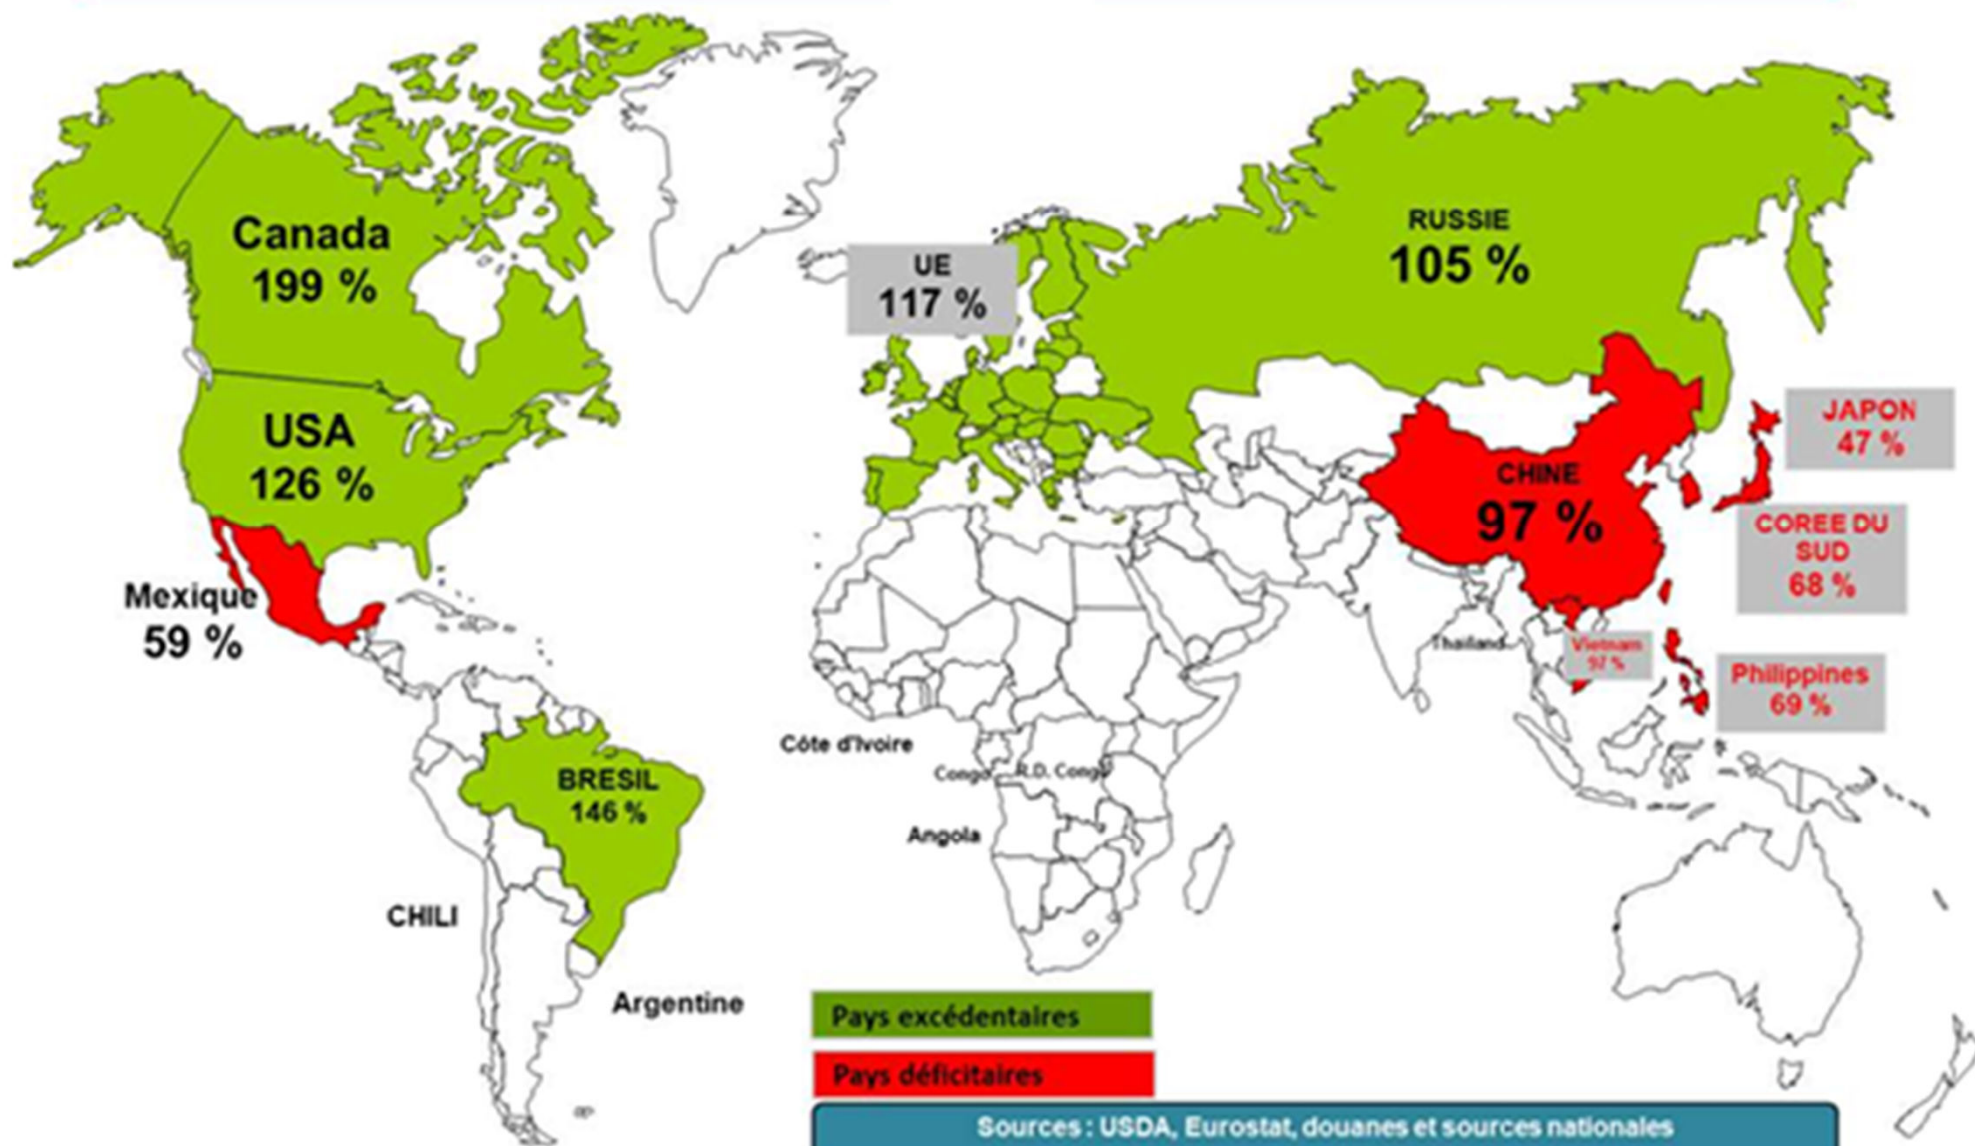 Canada
199 %
USA
126 %
Mexique
59 %
BRESIL
146 %
CHILI
Argentine
UE
117 %
RUSSIE
105 %
CHINE
97 %
JAPON
47 %
COREE DU
SUD
68 %
Thailand
Vietnam
97 %
Philippines
69 %
Côte d'Ivoire
Congo
R.D. Congo
Angola
Pays excédentaires
Pays déficitaires
Sources : USDA, Eurostat, douanes et sources nationales